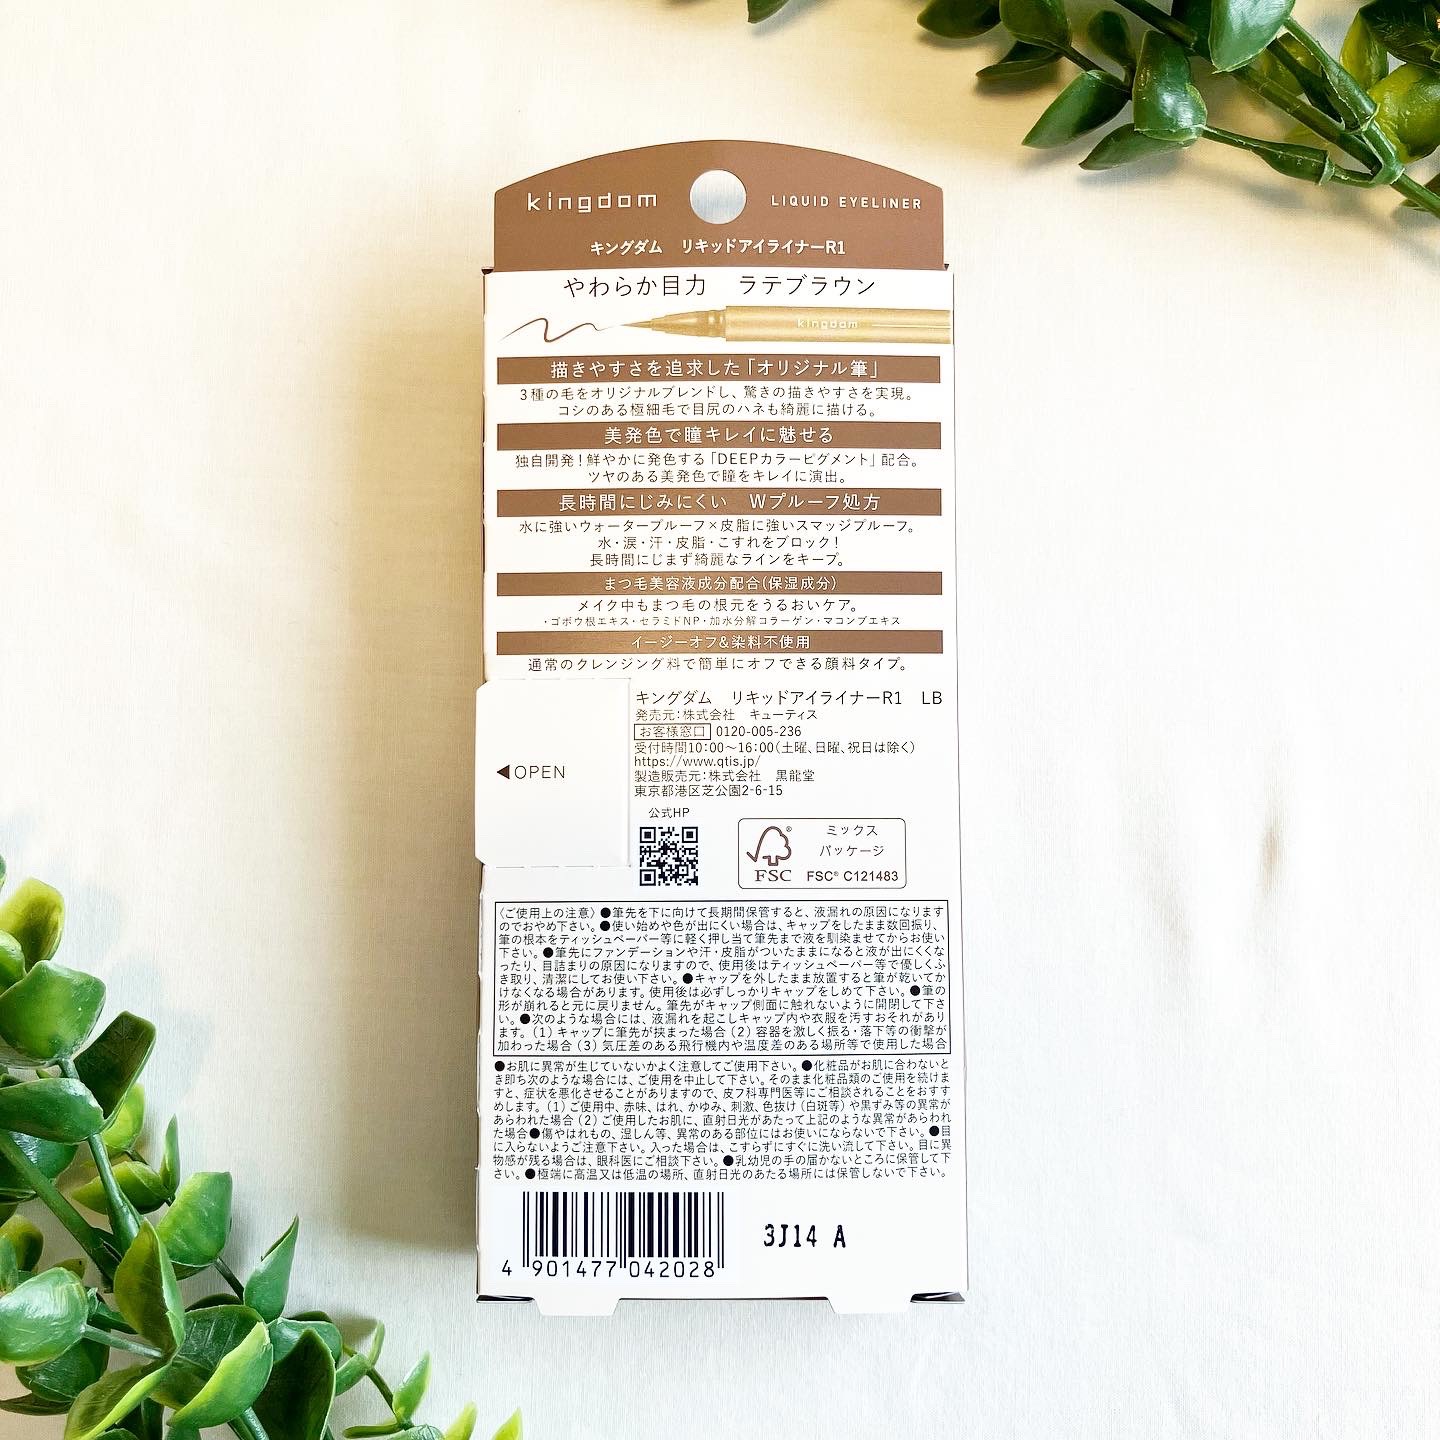 kingdom
LIQUID EYELINER
キングダム　リキッドアイライナーR1
やわらか目力　ラテブラウン
kingdom
描きやすさを追求した「オリジナル筆」
3種の毛をオリジナルブレンドし、驚きの描きやすさを実現。
コシのある極細毛で目尻のハネも綺麗に描ける。
美発色で瞳キレイに魅せる
独自開発！鮮やかに発色する「DEEPカラーピグメント」配合。
ツヤのある美発色で瞳をキレイに演出。
長時間にじみにくい　Wプルーフ処方
水に強いウォータープルーフ×皮脂に強いスマッジプルーフ。
水・涙・汗・皮脂・こすれをブロック！
長時間にじまず綺麗なラインをキープ。
まつ毛美容液成分配合(保湿成分)
メイク中もまつ毛の根元をうるおいケア。
・ゴボウ根エキス・セラミドNP・加水分解コラーゲン・マコンブエキス
イージーオフ&染料不使用
通常のクレンジング料で簡単にオフできる顔料タイプ。
キングダム　リキッドアイライナーR1　LB
発売元：株式会社　キューティス
お客様窓口 0120-005-236
受付時間10:00〜16:00(土曜、日曜、祝日は除く)
https://www.qtis.jp/
製造販売元：株式会社　黒龍堂
東京都港区芝公園2-6-15
◀OPEN
公式HP
FSC®
ミックス
パッケージ
FSC® C121483
〈ご使用上の注意〉●筆先を下に向けて長期間保管すると、液漏れの原因になります
のでおやめ下さい。●使い始めや色が出にくい場合は、キャップをしたまま数回振り、
筆の根本をティッシュペーパー等に軽く押し当て筆先まで液を馴染ませてからお使い
下さい。●筆先にファンデーションや汗・皮脂がついたままになると液が出にくくな
ったり、目詰まりの原因になりますので、使用後はティッシュペーパー等で優しくふ
き取り、清潔にしてお使い下さい。●キャップを外したまま放置すると筆が乾いてか
けなくなる場合があります。使用後は必ずしっかりキャップをしめて下さい。●筆の
形が崩れると元に戻りません。筆先がキャップ側面に触れないように開閉して下さ
い。●次のような場合には、液漏れを起こしキャップ内や衣服を汚すおそれがあり
ます。(1) キャップに筆先が挟まった場合 (2) 容器を激しく振る・落下等の衝撃が
加わった場合 (3) 気圧差のある飛行機内や温度差のある場所等で使用した場合
●お肌に異常が生じていないかよく注意してご使用下さい。●化粧品がお肌に合わないと
き即ち次のような場合には、ご使用を中止して下さい。そのまま化粧品類のご使用を続けま
すと、症状を悪化させることがありますので、皮フ科専門医等にご相談されることをおすす
めします。(1) ご使用中、赤味、はれ、かゆみ、刺激、色抜け (白斑等) や黒ずみ等の異常が
あらわれた場合 (2) ご使用したお肌に、直射日光があたって上記のような異常があらわれ
た場合●傷やはれもの、湿しん等、異常のある部位にはお使いにならないで下さい。●目
に入らないようご注意下さい。入った場合は、こすらずにすぐに洗い流して下さい。目に異
物感が残る場合は、眼科医にご相談下さい。●乳幼児の手の届かないところに保管して下
さい。●極端に高温又は低温の場所、直射日光のあたる場所には保管しないで下さい。
4 901477 042028
3J14 A